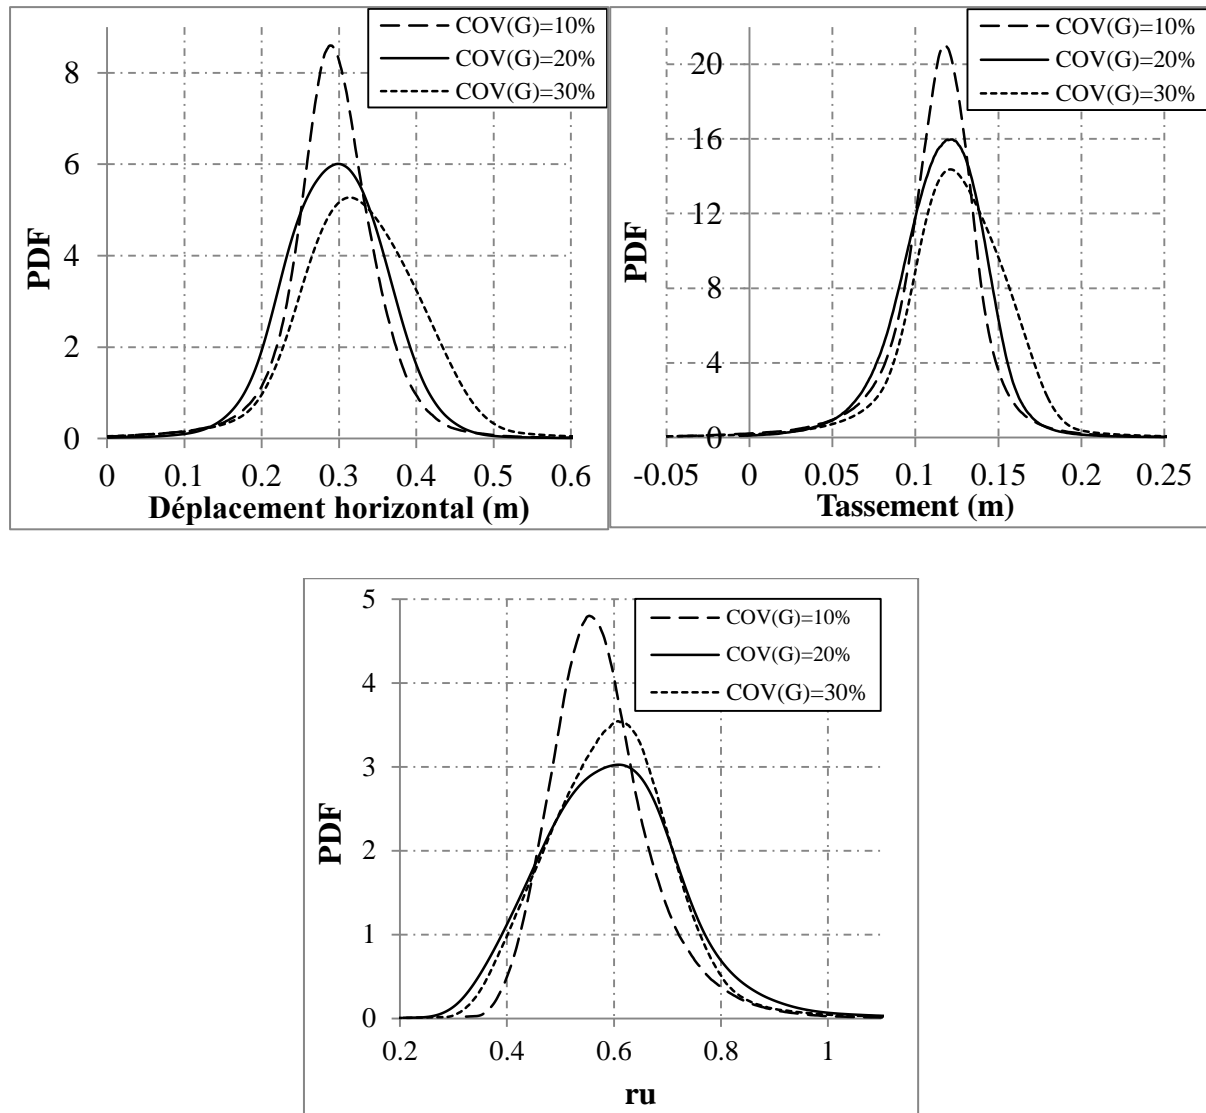 COV(G)=10%
COV(G)=20%
COV(G)=30%
8
6
4
2
0
PDF
0 0.1 0.2 0.3 0.4 0.5 0.6
Déplacement horizontal (m)
COV(G)=10%
COV(G)=20%
COV(G)=30%
20
16
12
8
4
0
PDF
-0.05 0 0.05 0.1 0.15 0.2 0.25
Tassement (m)
COV(G)=10%
COV(G)=20%
COV(G)=30%
5
4
3
2
1
0
PDF
0.2 0.4 0.6 0.8 1
ru